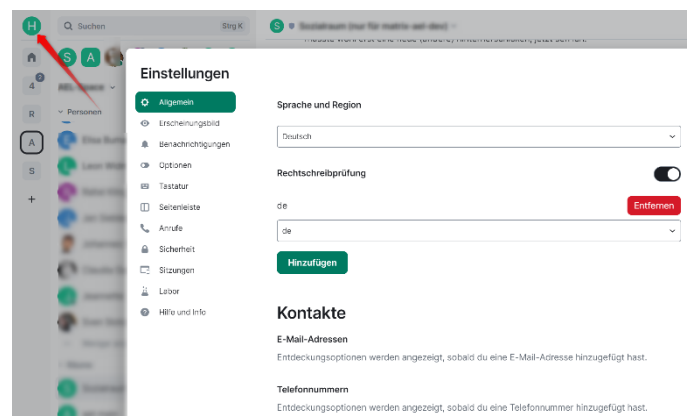 H
Suchen
Strg K
S
S A
4
3
Personen
R
A
S
+
Einstellungen
Allgemein
Erscheinungsbild
Benachrichtigungen
Optionen
Tastatur
Seitenleiste
Anrufe
Sicherheit
Sitzungen
Labor
Hilfe und Info
Sprache und Region
Deutsch
Rechtschreibprüfung
de
Entfernen
de
Hinzufügen
Kontakte
E-Mail-Adressen
Entdeckungsoptionen werden angezeigt, sobald du eine E-Mail-Adresse hinzugefügt hast.
Telefonnummern
Entdeckungsoptionen werden angezeigt, sobald du eine Telefonnummer hinzugefügt hast.